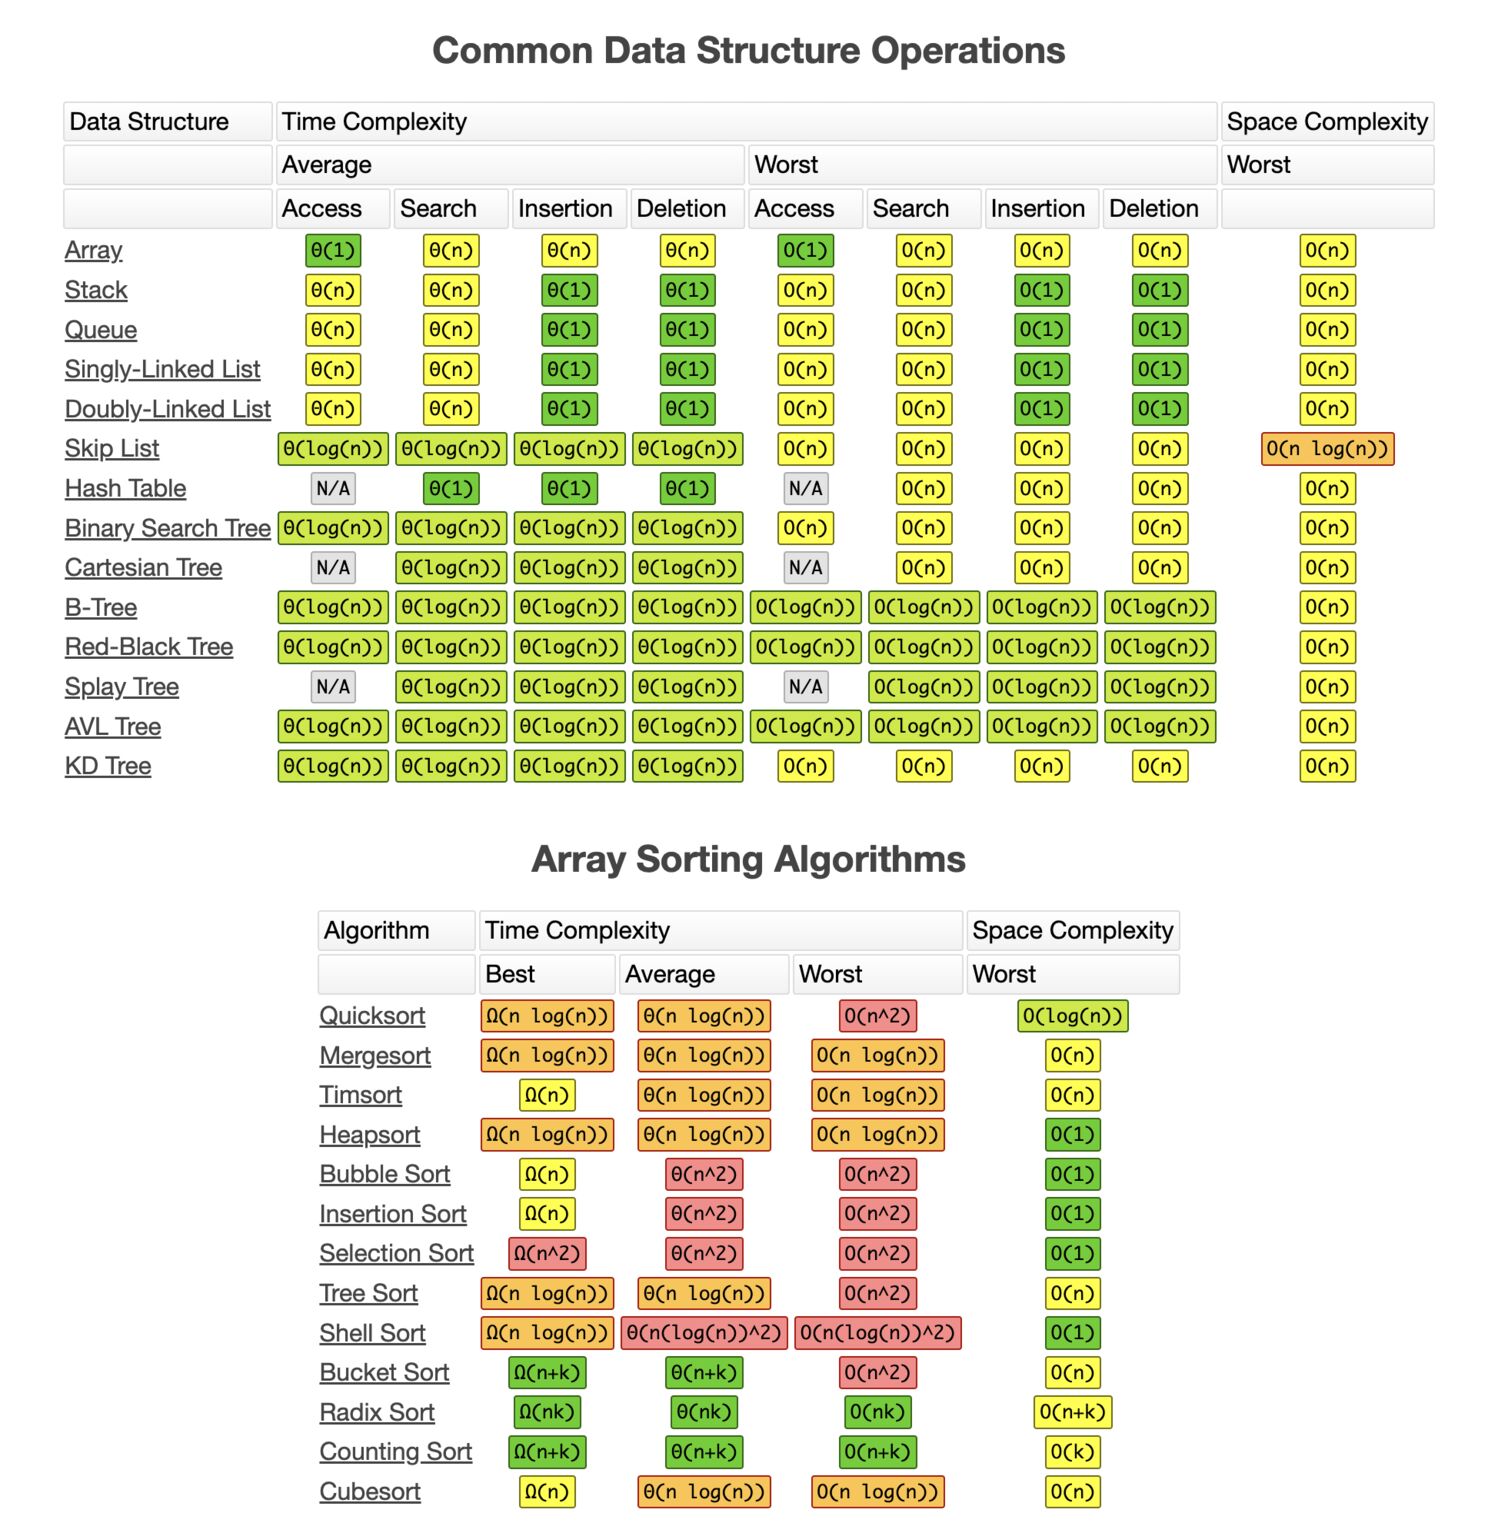 Common Data Structure Operations
Data Structure Time Complexity Space Complexity
Average Worst Worst
Access Search Insertion Deletion Access Search Insertion Deletion
Array θ(1) θ(n) θ(n) θ(n) O(1) O(n) O(n) O(n) O(n)
Stack θ(n) θ(n) θ(1) θ(1) O(n) O(n) O(1) O(1) O(n)
Queue θ(n) θ(n) θ(1) θ(1) O(n) O(n) O(1) O(1) O(n)
Singly-Linked List θ(n) θ(n) θ(1) θ(1) O(n) O(n) O(1) O(1) O(n)
Doubly-Linked List θ(n) θ(n) θ(1) θ(1) O(n) O(n) O(1) O(1) O(n)
Skip List θ(log(n)) θ(log(n)) θ(log(n)) θ(log(n)) O(n) O(n) O(n) O(n) O(n log(n))
Hash Table N/A θ(1) θ(1) θ(1) N/A O(n) O(n) O(n) O(n)
Binary Search Tree θ(log(n)) θ(log(n)) θ(log(n)) θ(log(n)) O(n) O(n) O(n) O(n) O(n)
Cartesian Tree N/A θ(log(n)) θ(log(n)) θ(log(n)) N/A O(n) O(n) O(n) O(n)
B-Tree θ(log(n)) θ(log(n)) θ(log(n)) θ(log(n)) O(log(n)) O(log(n)) O(log(n)) O(log(n)) O(n)
Red-Black Tree θ(log(n)) θ(log(n)) θ(log(n)) θ(log(n)) O(log(n)) O(log(n)) O(log(n)) O(log(n)) O(n)
Splay Tree N/A θ(log(n)) θ(log(n)) θ(log(n)) N/A O(log(n)) O(log(n)) O(log(n)) O(n)
AVL Tree θ(log(n)) θ(log(n)) θ(log(n)) θ(log(n)) O(log(n)) O(log(n)) O(log(n)) O(log(n)) O(n)
KD Tree θ(log(n)) θ(log(n)) θ(log(n)) θ(log(n)) O(n) O(n) O(n) O(n) O(n)
Array Sorting Algorithms
Algorithm Time Complexity Space Complexity
Best Average Worst Worst
Quicksort Ω(n log(n)) θ(n log(n)) O(n^2) O(log(n))
Mergesort Ω(n log(n)) θ(n log(n)) O(n log(n)) O(n)
Timsort Ω(n) θ(n log(n)) O(n log(n)) O(n)
Heapsort Ω(n log(n)) θ(n log(n)) O(n log(n)) O(1)
Bubble Sort Ω(n) θ(n^2) O(n^2) O(1)
Insertion Sort Ω(n) θ(n^2) O(n^2) O(1)
Selection Sort Ω(n^2) θ(n^2) O(n^2) O(1)
Tree Sort Ω(n log(n)) θ(n log(n)) O(n^2) O(n)
Shell Sort Ω(n log(n)) θ(n(log(n))^2) O(n(log(n))^2) O(1)
Bucket Sort Ω(n+k) θ(n+k) O(n^2) O(n)
Radix Sort Ω(nk) θ(nk) O(nk) O(n+k)
Counting Sort Ω(n+k) θ(n+k) O(n+k) O(k)
Cubesort Ω(n) θ(n log(n)) O(n log(n)) O(n)